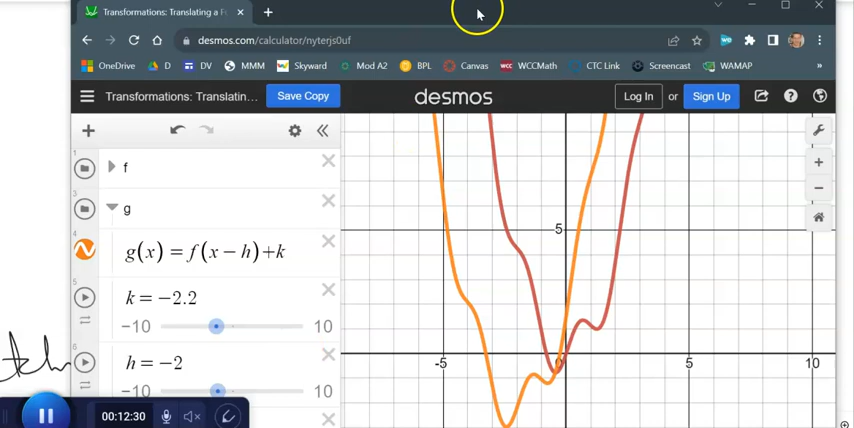 Transformations: Translating a F
desmos.com/calculator/nyterjs0uf
OneDrive D DV MMM Skyward Mod A2 BPL Canvas WCCMath CTC Link Screencast WAMAP »
Transformations: Translatin... Save Copy desmos Log In or Sign Up
1 f
3 g
4 g(x) = f(x − h) + k
5 k = −2.2
−10 10
6 h = −2
−10 10
5
-5 0 5 10
00:12:30